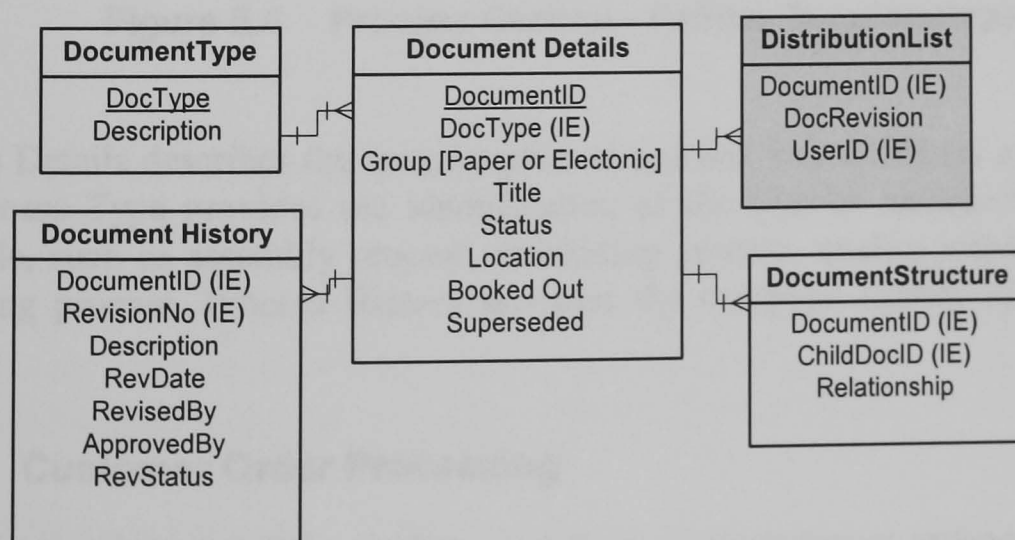 DocumentType
DocType
Description
Document Details
DocumentID
DocType (IE)
Group [Paper or Electonic]
Title
Status
Location
Booked Out
Superseded
DistributionList
DocumentID (IE)
DocRevision
UserID (IE)
Document History
DocumentID (IE)
RevisionNo (IE)
Description
RevDate
RevisedBy
ApprovedBy
RevStatus
DocumentStructure
DocumentID (IE)
ChildDocID (IE)
Relationship
Order Processing